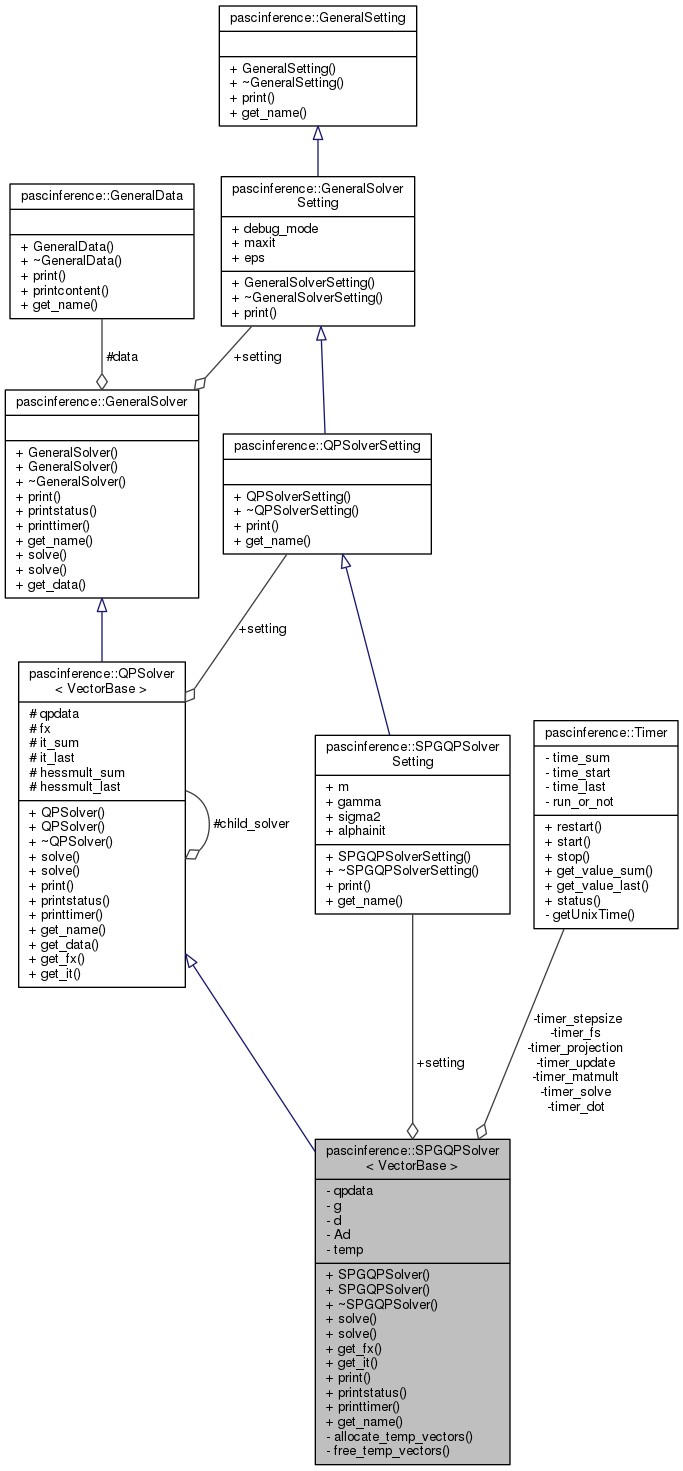 pascinference::GeneralSetting
+ GeneralSetting()
+ ~GeneralSetting()
+ print()
+ get_name()
pascinference::GeneralData
+ GeneralData()
+ ~GeneralData()
+ print()
+ printcontent()
+ get_name()
pascinference::GeneralSolver
Setting
+ debug_mode
+ maxit
+ eps
+ GeneralSolverSetting()
+ ~GeneralSolverSetting()
+ print()
#data
+setting
pascinference::GeneralSolver
+ GeneralSolver()
+ GeneralSolver()
+ ~GeneralSolver()
+ print()
+ printstatus()
+ printtimer()
+ get_name()
+ solve()
+ solve()
+ get_data()
pascinference::QPSolverSetting
+ QPSolverSetting()
+ ~QPSolverSetting()
+ print()
+ get_name()
+setting
pascinference::QPSolver
< VectorBase >
# qpdata
# fx
# it_sum
# it_last
# hessmult_sum
# hessmult_last
+ QPSolver()
+ QPSolver()
+ ~QPSolver()
+ solve()
+ solve()
+ print()
+ printstatus()
+ printtimer()
+ get_name()
+ get_data()
+ get_fx()
+ get_it()
#child_solver
pascinference::SPGQPSolver
Setting
+ m
+ gamma
+ sigma2
+ alphainit
+ SPGQPSolverSetting()
+ ~SPGQPSolverSetting()
+ print()
+ get_name()
pascinference::Timer
- time_sum
- time_start
- time_last
- run_or_not
+ restart()
+ start()
+ stop()
+ get_value_sum()
+ get_value_last()
+ status()
- getUnixTime()
+setting
-timer_stepsize
-timer_fs
-timer_projection
-timer_update
-timer_matmult
-timer_solve
-timer_dot
pascinference::SPGQPSolver
< VectorBase >
- qpdata
- g
- d
- Ad
- temp
+ SPGQPSolver()
+ SPGQPSolver()
+ ~SPGQPSolver()
+ solve()
+ solve()
+ get_fx()
+ get_it()
+ print()
+ printstatus()
+ printtimer()
+ get_name()
- allocate_temp_vectors()
- free_temp_vectors()